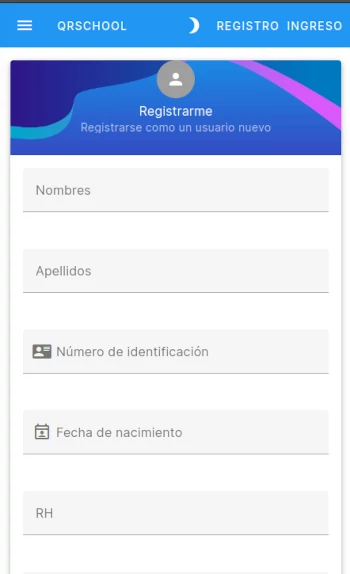 QRSCHOOL REGISTRO INGRESO
Registrarme
Registrarse como un usuario nuevo
Nombres
Apellidos
Número de identificación
Fecha de nacimiento
RH